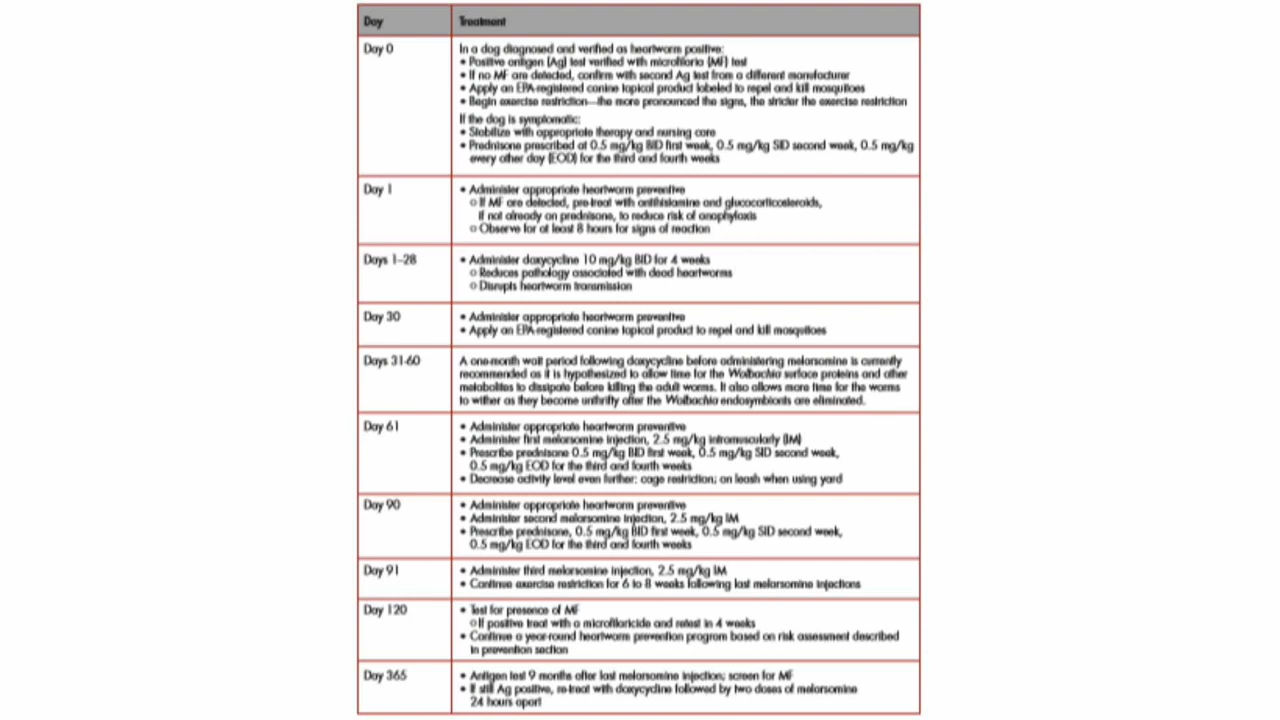 Day Treatment
Day 0 In a dog diagnosed and verified as heartworm positive:
• Positive antigen (Ag) test verified with microfilaria (MF) test
• If no MF are detected, confirm with second Ag test from a different manufacturer
• Apply an EPA-registered canine topical product labeled to repel and kill mosquitoes
• Begin exercise restriction—the more pronounced the signs, the stricter the exercise restriction
If the dog is symptomatic:
• Stabilize with appropriate therapy and nursing care
• Prednisone prescribed at 0.5 mg/kg BID first week, 0.5 mg/kg SID second week, 0.5 mg/kg
every other day (EOD) for the third and fourth weeks
Day 1 • Administer appropriate heartworm preventive
o If MF are detected, pre-treat with antihistamine and glucocorticosteroids,
if not already on prednisone, to reduce risk of anaphylaxis
o Observe for at least 8 hours for signs of reaction
Days 1–28 • Administer doxycycline 10 mg/kg BID for 4 weeks
o Reduces pathology associated with dead heartworms
o Disrupts heartworm transmission
Day 30 • Administer appropriate heartworm preventive
• Apply an EPA-registered canine topical product to repel and kill mosquitoes
Days 31-60 A one-month wait period following doxycycline before administering melarsomine is currently
recommended as it is hypothesized to allow time for the Wolbachia surface proteins and other
metabolites to dissipate before killing the adult worms. It also allows more time for the worms
to wither as they become unthrifty after the Wolbachia endosymbionts are eliminated.
Day 61 • Administer appropriate heartworm preventive
• Administer first melarsomine injection, 2.5 mg/kg intramuscularly (IM)
• Prescribe prednisone 0.5 mg/kg BID first week, 0.5 mg/kg SID second week,
0.5 mg/kg EOD for the third and fourth weeks
• Decrease activity level even further: cage restriction; on leash when using yard
Day 90 • Administer appropriate heartworm preventive
• Administer second melarsomine injection, 2.5 mg/kg IM
• Prescribe prednisone, 0.5 mg/kg BID first week, 0.5 mg/kg SID second week,
0.5 mg/kg EOD for the third and fourth weeks
Day 91 • Administer third melarsomine injection, 2.5 mg/kg IM
• Continue exercise restriction for 6 to 8 weeks following last melarsomine injections
Day 120 • Test for presence of MF
o If positive treat with a microfilaricide and retest in 4 weeks
• Continue a year-round heartworm prevention program based on risk assessment described
in prevention section
Day 365 • Antigen test 9 months after last melarsomine injection; screen for MF
• If still Ag positive, re-treat with doxycycline followed by two doses of melarsomine
24 hours apart